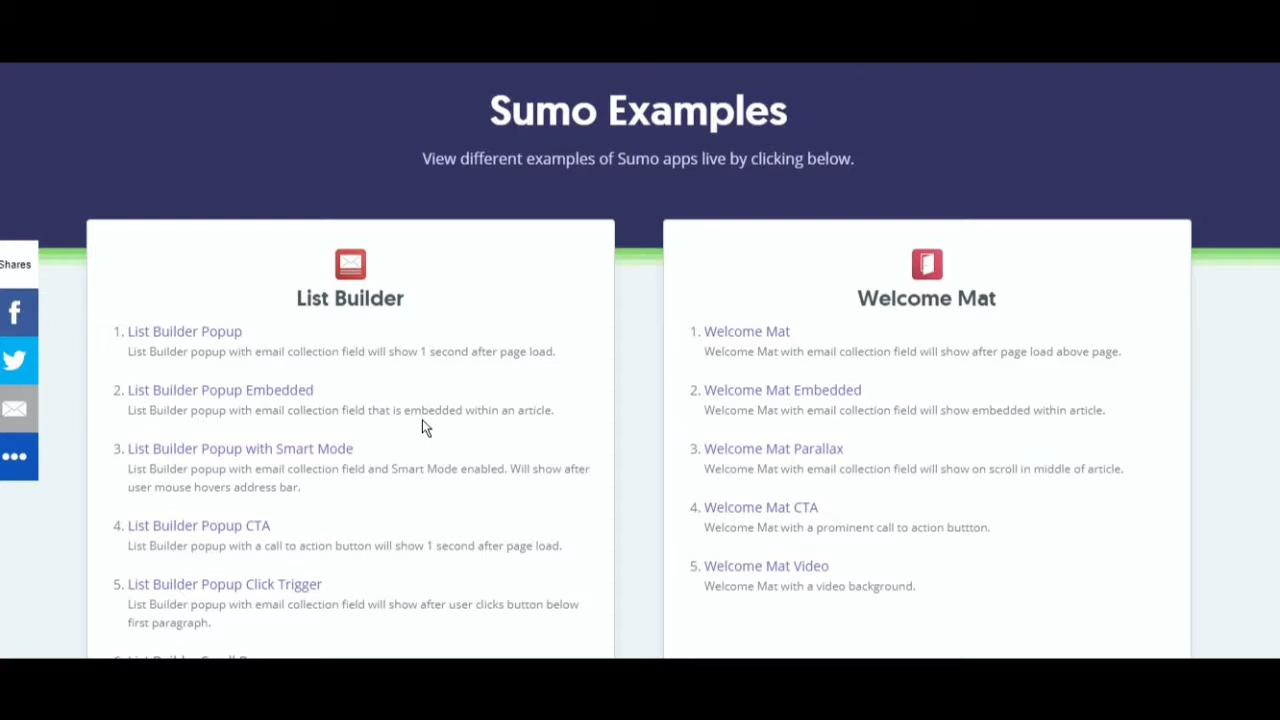 Sumo Examples
View different examples of Sumo apps live by clicking below.
Shares
List Builder
1. List Builder Popup
List Builder popup with email collection field will show 1 second after page load.
2. List Builder Popup Embedded
List Builder popup with email collection field that is embedded within an article.
3. List Builder Popup with Smart Mode
List Builder popup with email collection field and Smart Mode enabled. Will show after
user mouse hovers address bar.
4. List Builder Popup CTA
List Builder popup with a call to action button will show 1 second after page load.
5. List Builder Popup Click Trigger
List Builder popup with email collection field will show after user clicks button below
first paragraph.
Welcome Mat
1. Welcome Mat
Welcome Mat with email collection field will show after page load above page.
2. Welcome Mat Embedded
Welcome Mat with email collection field will show embedded within article.
3. Welcome Mat Parallax
Welcome Mat with email collection field will show on scroll in middle of article.
4. Welcome Mat CTA
Welcome Mat with a prominent call to action buttton.
5. Welcome Mat Video
Welcome Mat with a video background.